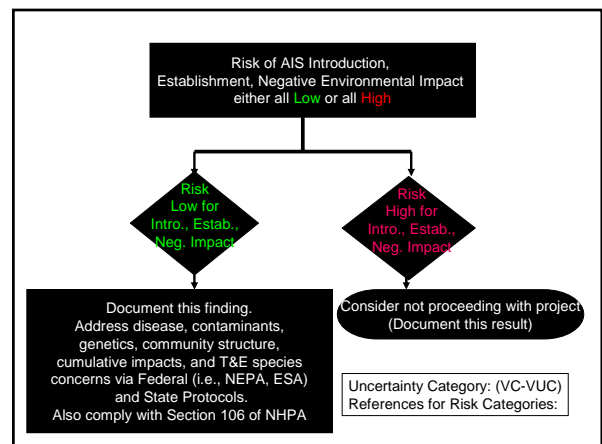 Risk of AIS Introduction,
Establishment, Negative Environmental Impact
either all Low or all High
Risk
Low for
Intro., Estab.,
Neg. Impact
Risk
High for
Intro., Estab.,
Neg. Impact
Document this finding.
Address disease, contaminants,
genetics, community structure,
cumulative impacts, and T&E species
concerns via Federal (i.e., NEPA, ESA)
and State Protocols.
Also comply with Section 106 of NHPA
Consider not proceeding with project
(Document this result)
Uncertainty Category: (VC-VUC)
References for Risk Categories: